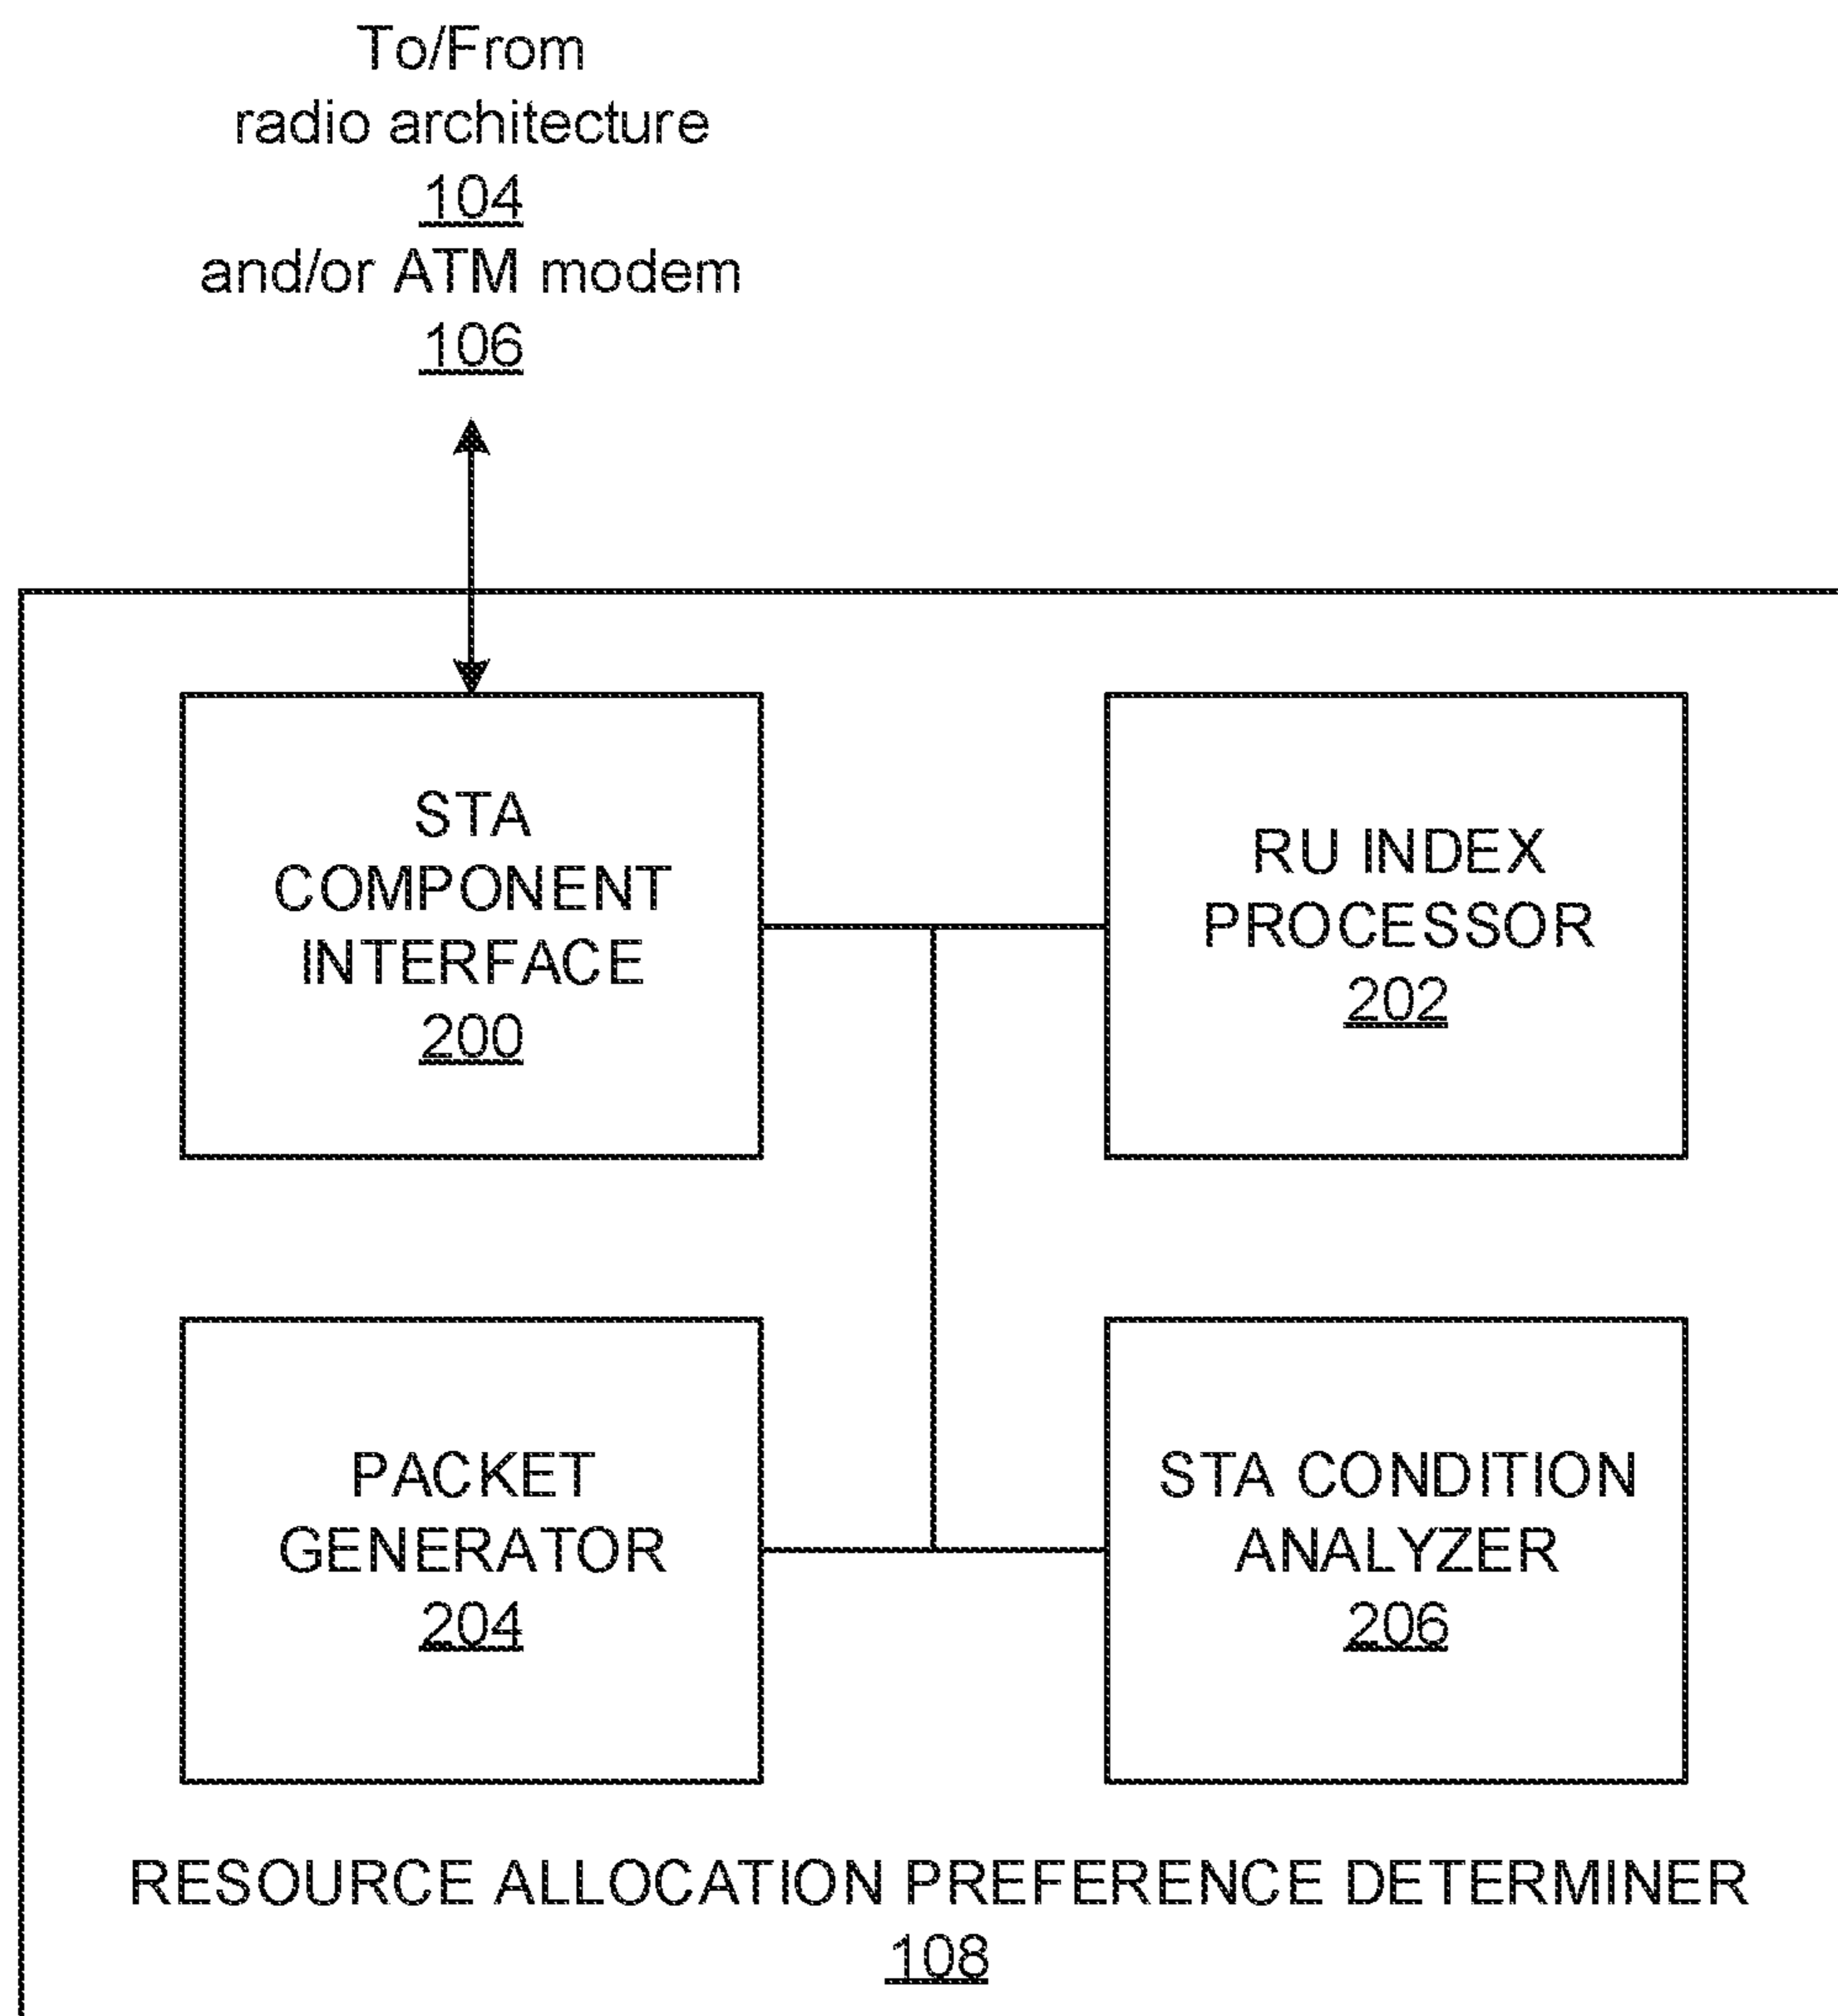 To/From
radio architecture
104
and/or ATM modem
106
STA
COMPONENT
INTERFACE
200
RU INDEX
PROCESSOR
202
PACKET
GENERATOR
204
STA CONDITION
ANALYZER
206
RESOURCE ALLOCATION PREFERENCE DETERMINER
108